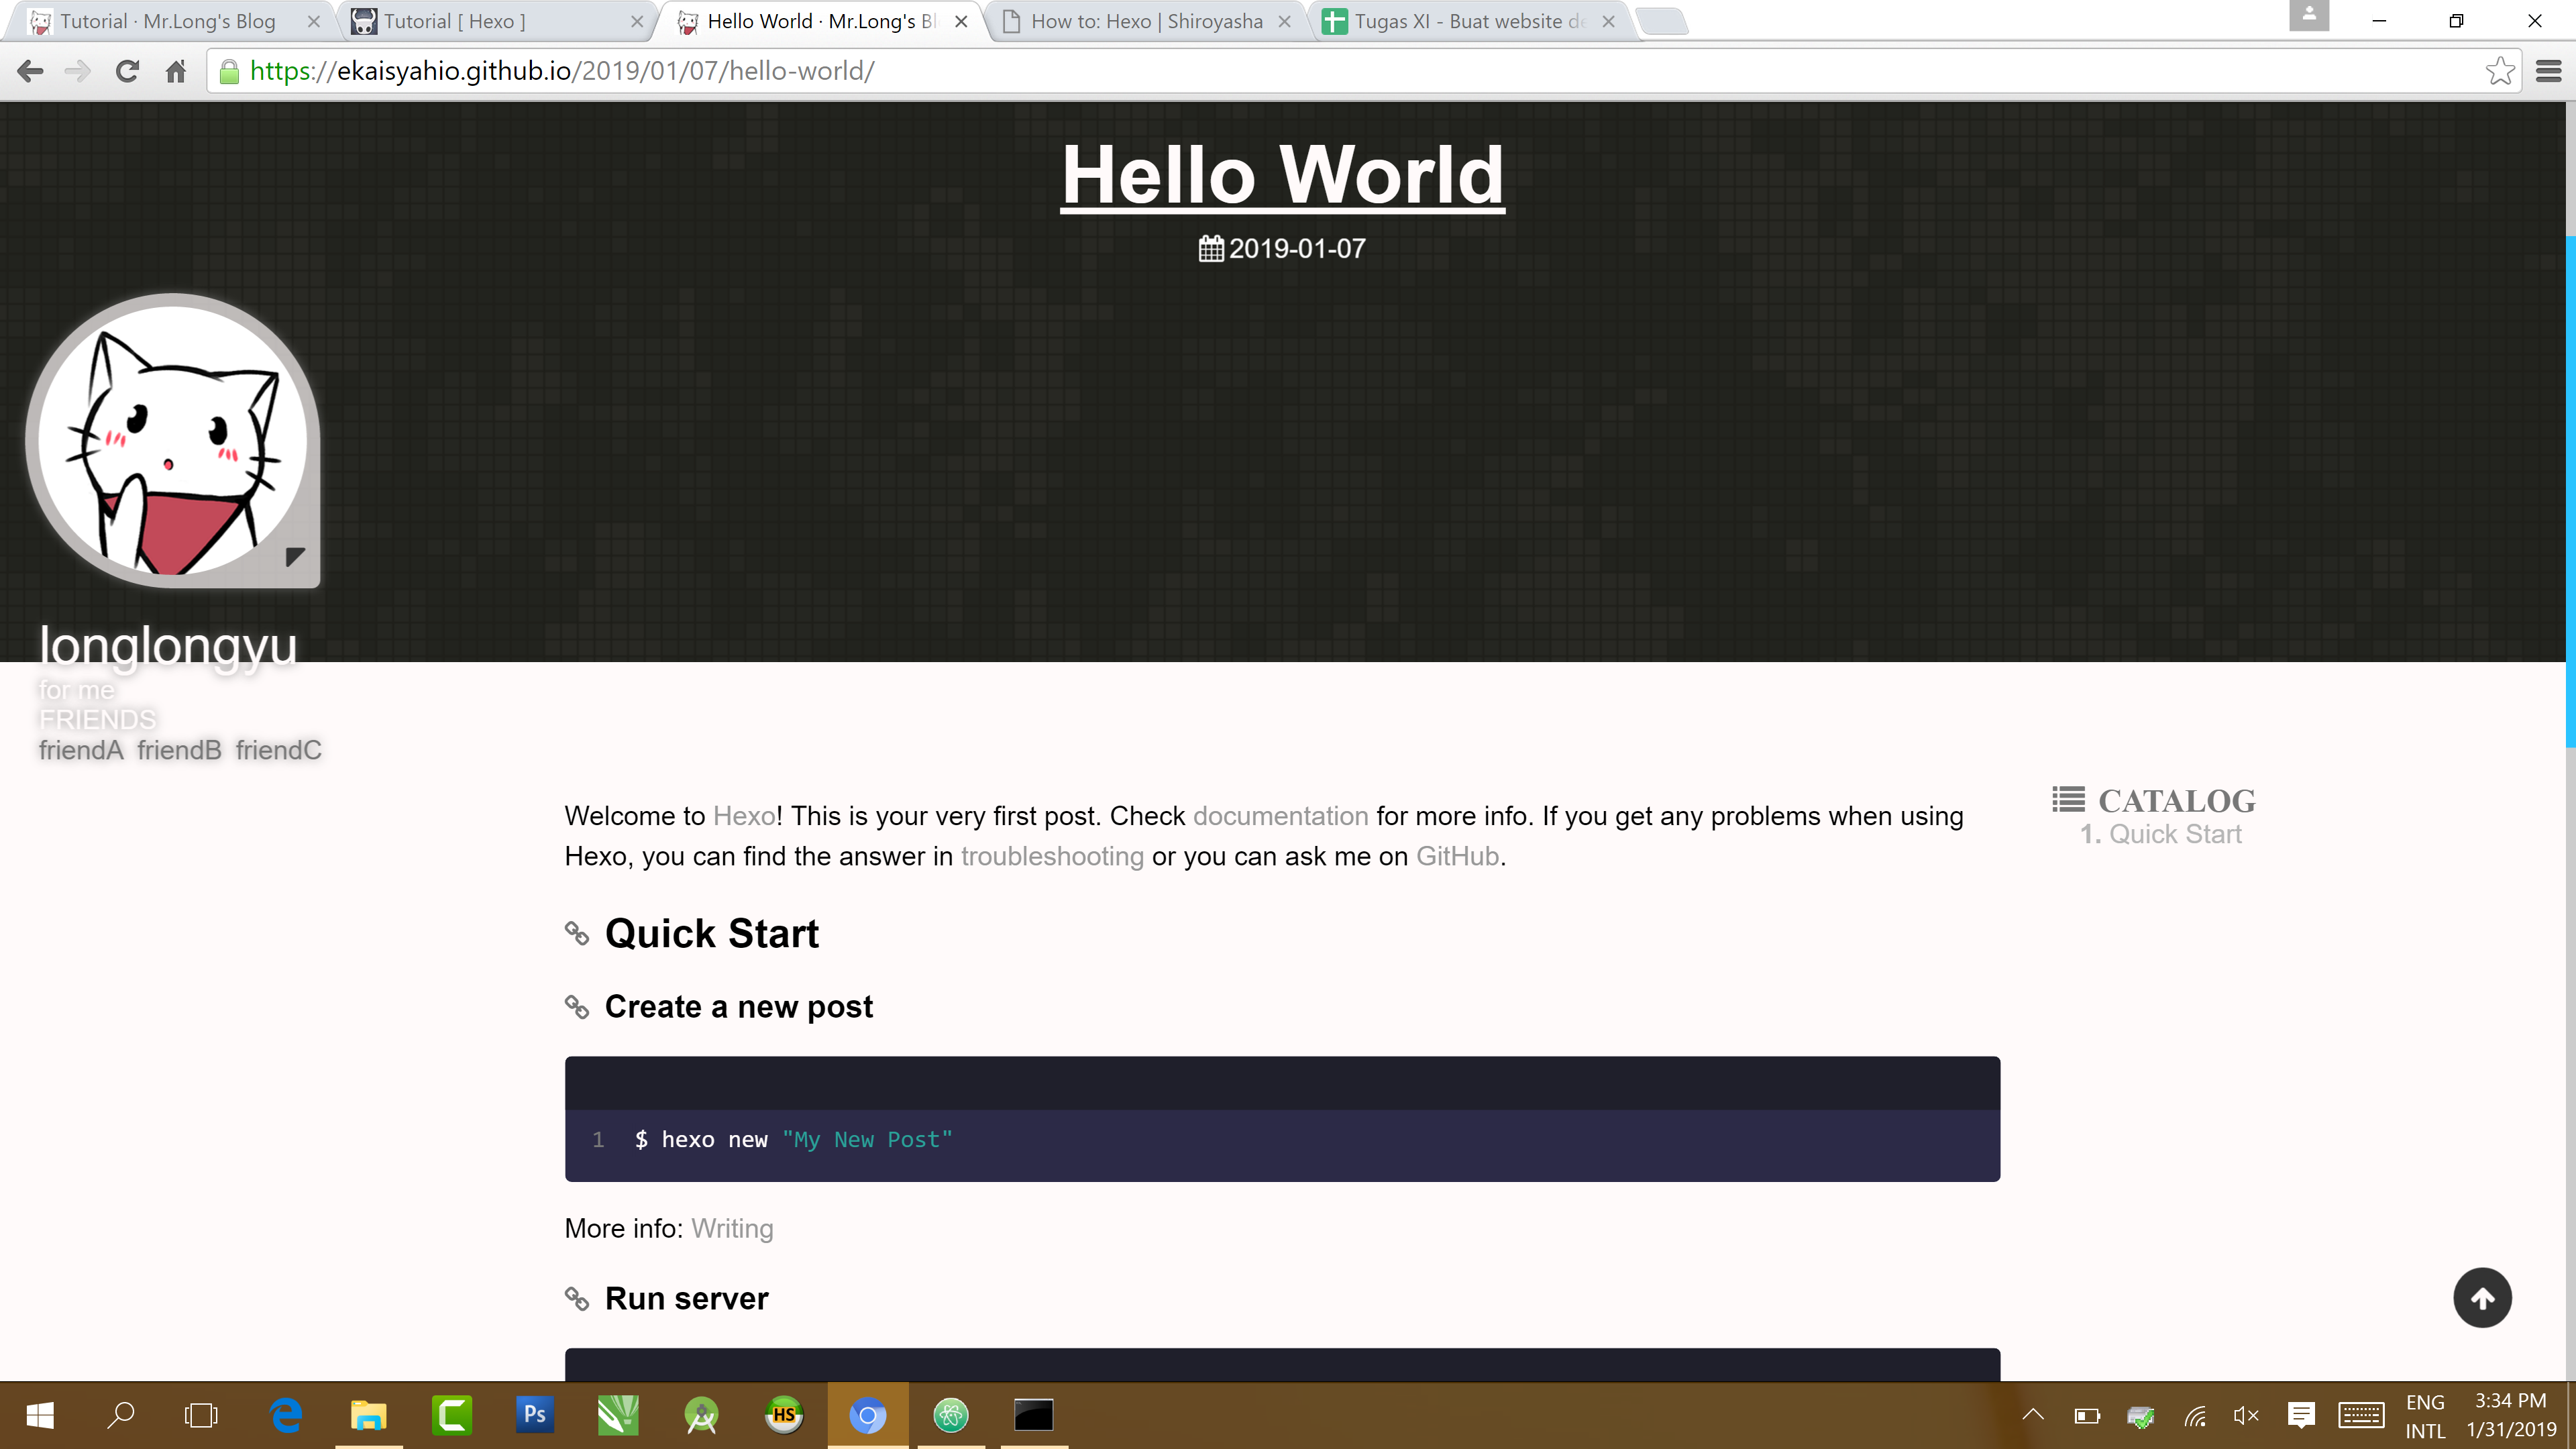 Tutorial · Mr.Long's Blog
Tutorial [ Hexo ]
Hello World · Mr.Long's Bl
How to: Hexo | Shiroyasha
Tugas XI - Buat website de
https://ekaisyahio.github.io/2019/01/07/hello-world/
Hello World
2019-01-07
longlongyu
for me
FRIENDS
friendA friendB friendC
Welcome to Hexo! This is your very first post. Check documentation for more info. If you get any problems when using
Hexo, you can find the answer in troubleshooting or you can ask me on GitHub.
CATALOG
1. Quick Start
Quick Start
Create a new post
1 $ hexo new "My New Post"
More info: Writing
Run server
Ps
HS
ENG
INTL
3:34 PM
1/31/2019